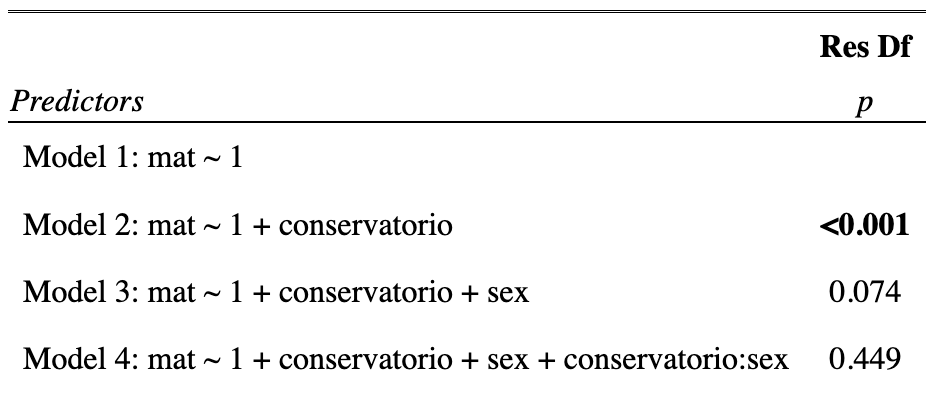 Res Df
Predictors p
Model 1: mat ~ 1
Model 2: mat ~ 1 + conservatorio <0.001
Model 3: mat ~ 1 + conservatorio + sex 0.074
Model 4: mat ~ 1 + conservatorio + sex + conservatorio:sex 0.449